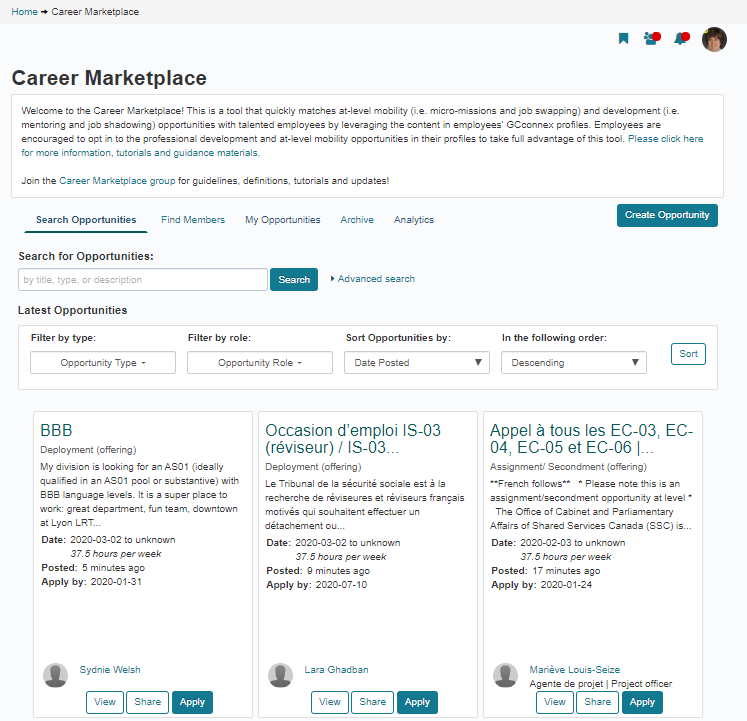 Home ➔ Career Marketplace
Career Marketplace
Welcome to the Career Marketplace! This is a tool that quickly matches at-level mobility (i.e. micro-missions and job swapping) and development (i.e.
mentoring and job shadowing) opportunities with talented employees by leveraging the content in employees' GCconnex profiles. Employees are
encouraged to opt in to the professional development and at-level mobility opportunities in their profiles to take full advantage of this tool. Please click here
for more information, tutorials and guidance materials.
Join the Career Marketplace group for guidelines, definitions, tutorials and updates!
Search Opportunities Find Members My Opportunities Archive Analytics Create Opportunity
Search for Opportunities:
by title, type, or description Search Advanced search
Latest Opportunities
Filter by type: Filter by role: Sort Opportunities by: In the following order:
Opportunity Type Opportunity Role Date Posted Descending Sort
BBB
Deployment (offering)
My division is looking for an AS01 (ideally
qualified in an AS01 pool or substantive) with
BBB language levels. It is a super place to
work: great department, fun team, downtown
at Lyon LRT...
Date: 2020-03-02 to unknown
37.5 hours per week
Posted: 5 minutes ago
Apply by: 2020-01-31
Sydnie Welsh
View Share Apply
Occasion d'emploi IS-03
(réviseur) / IS-03...
Deployment (offering)
Le Tribunal de la sécurité sociale est à la
recherche de réviseures et réviseurs français
motivés qui souhaitent effectuer un
détachement ou...
Date: 2020-03-02 to unknown
37.5 hours per week
Posted: 9 minutes ago
Apply by: 2020-07-10
Lara Ghadban
View Share Apply
Appel à tous les EC-03, EC-
04, EC-05 et EC-06 |...
Assignment/ Secondment (offering)
**French follows** * Please note this is an
assignment/secondment opportunity at level *
The Office of Cabinet and Parliamentary
Affairs of Shared Services Canada (SSC) is...
Date: 2020-02-03 to unknown
37.5 hours per week
Posted: 17 minutes ago
Apply by: 2020-01-24
Mariève Louis-Seize
Agente de projet | Project officer
View Share Apply